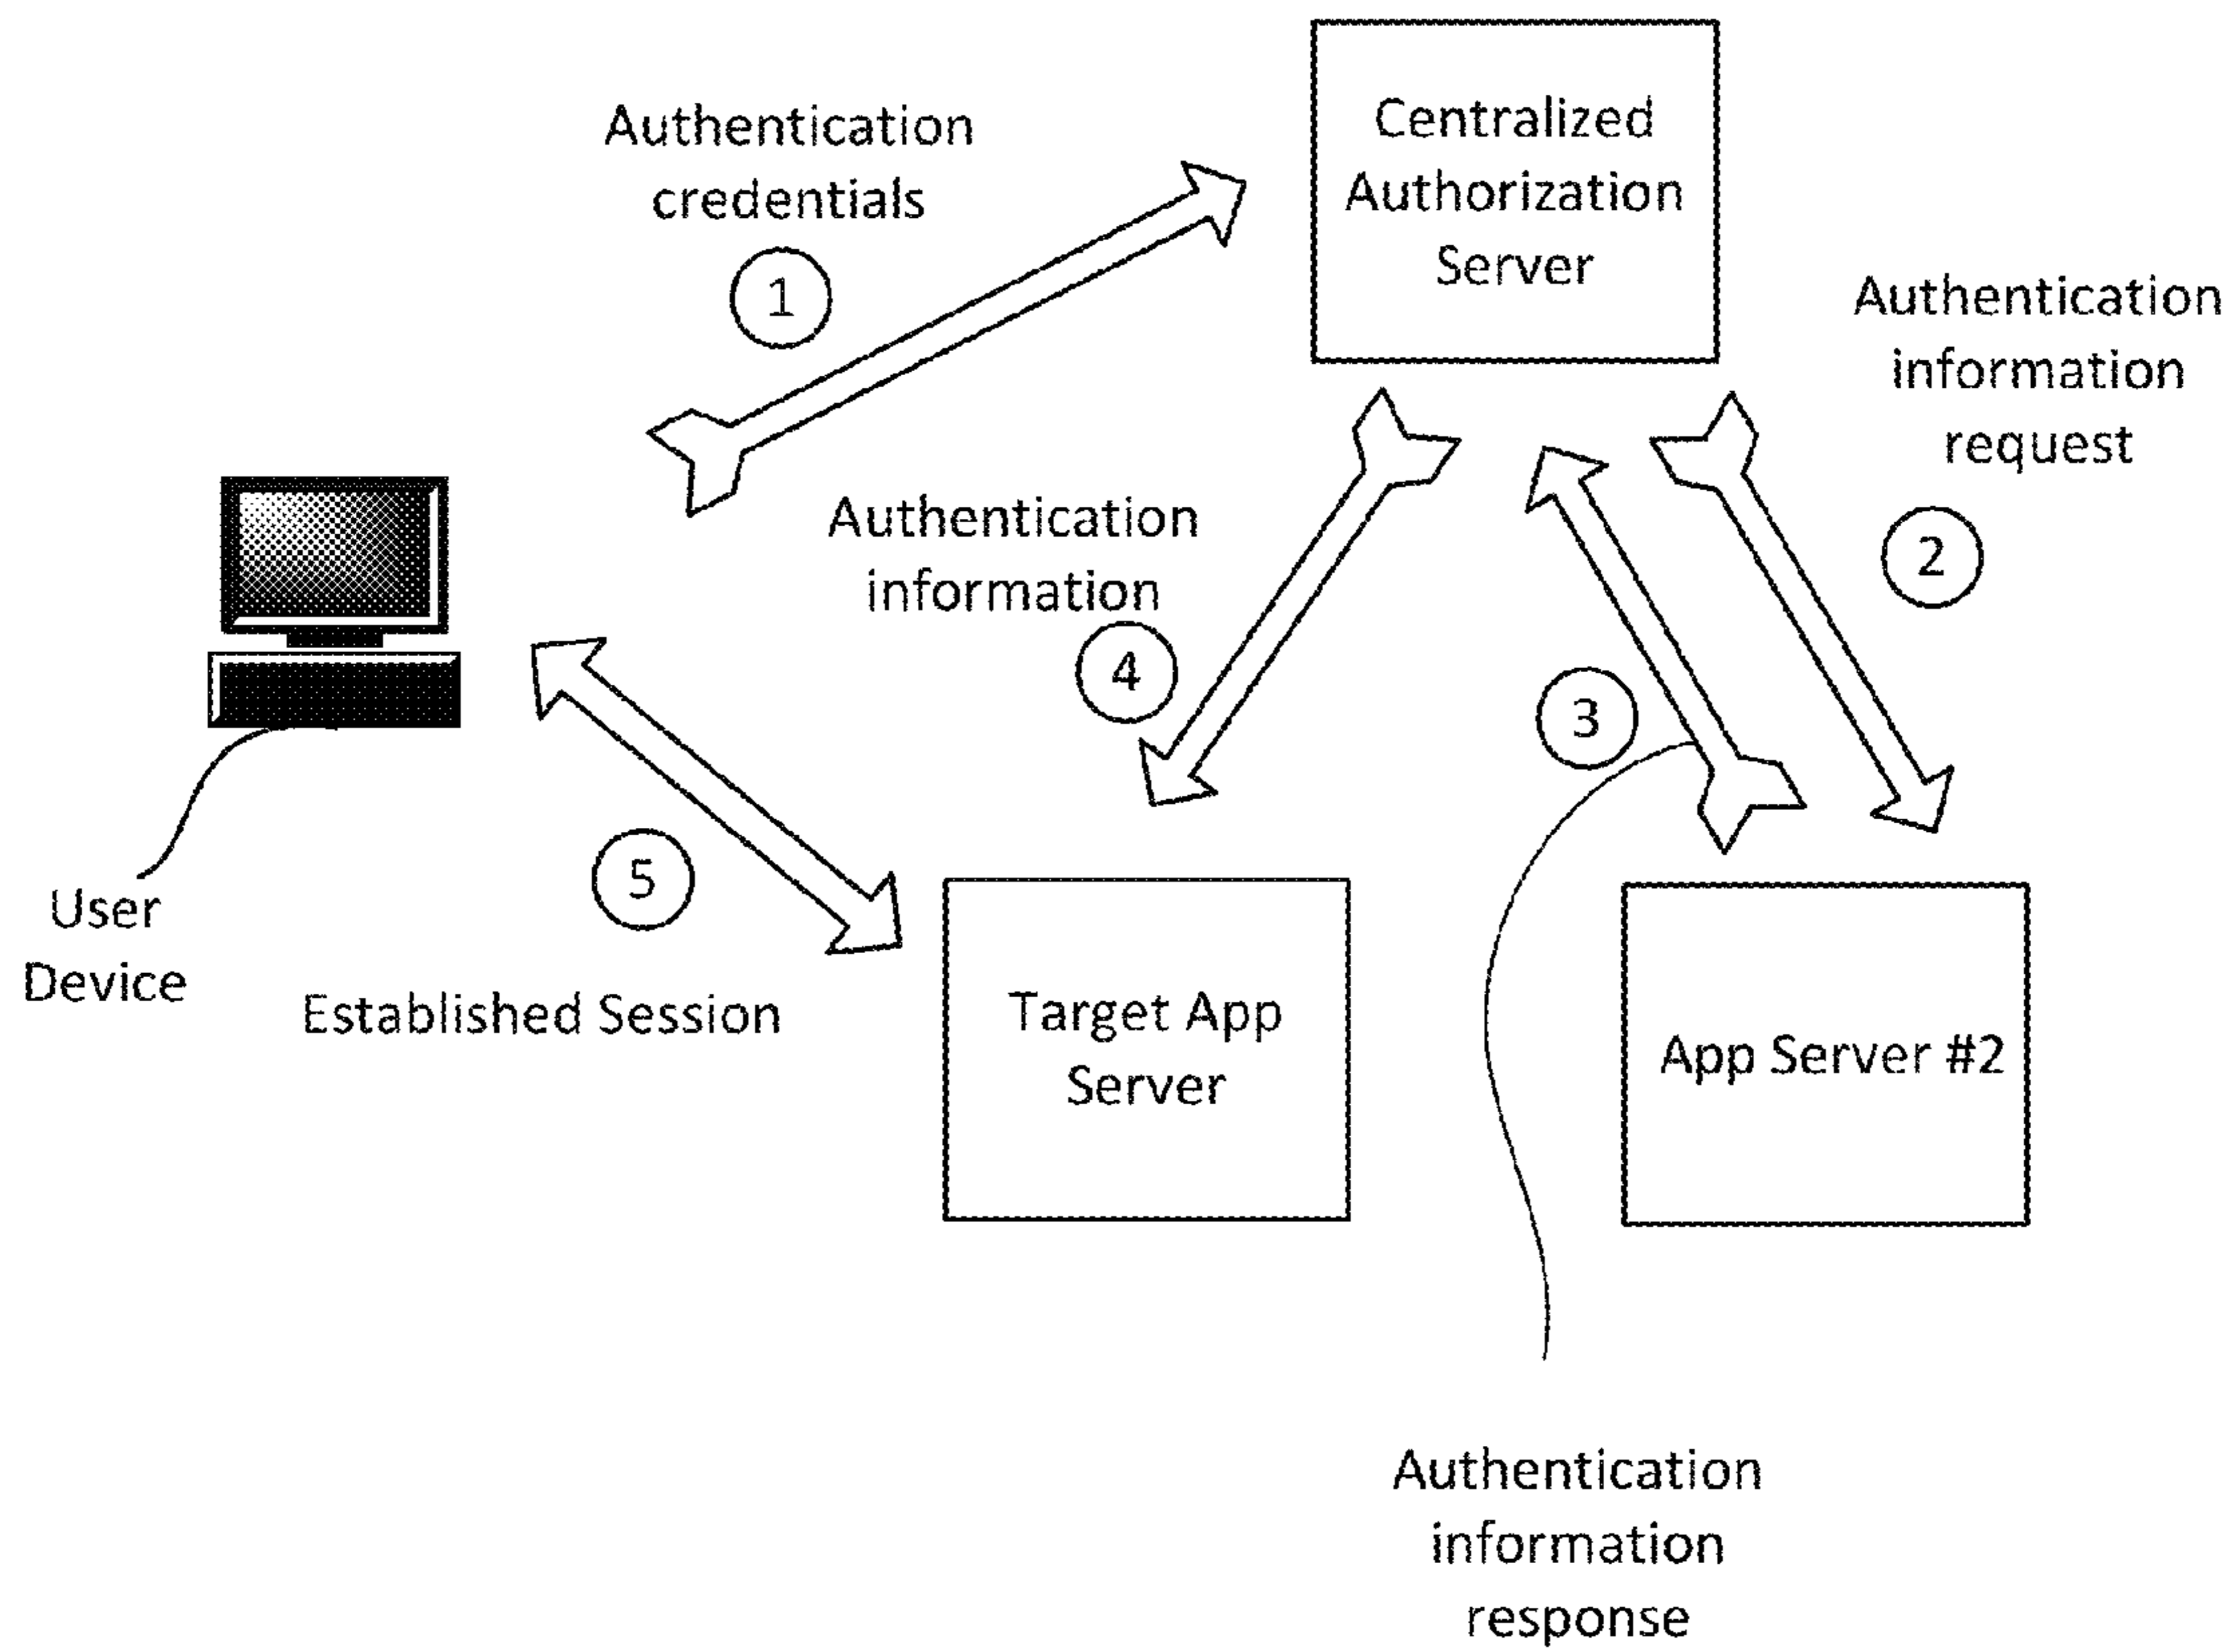 Authentication
credentials
1
Centralized
Authorization
Server
Authentication
information
request
2
Authentication
information
4
3
5
User
Device
Established Session
Target App
Server
App Server #2
Authentication
information
response